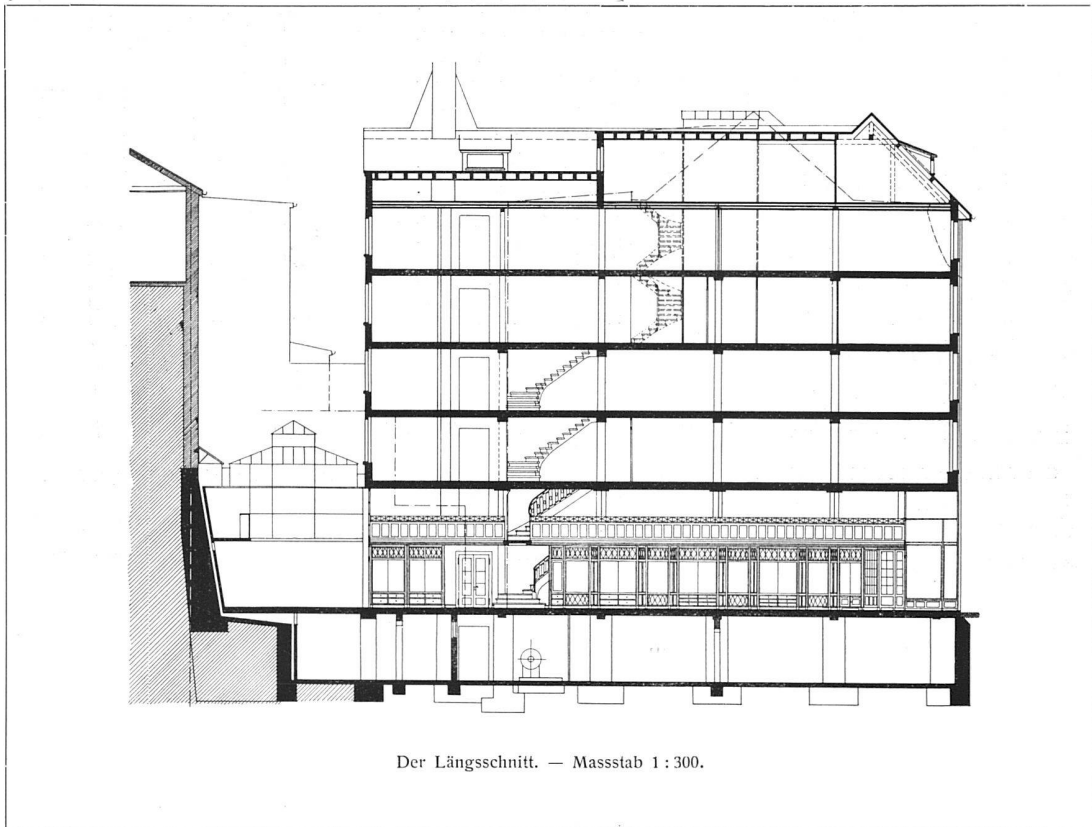 Der Längsschnitt. — Massstab 1 : 300.